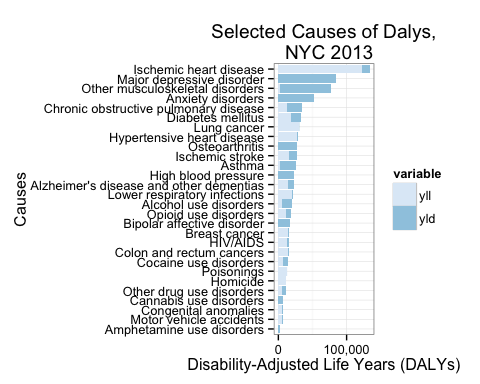 Selected Causes of Dalys,
NYC 2013
Causes
Ischemic heart disease
Major depressive disorder
Other musculoskeletal disorders
Anxiety disorders
Chronic obstructive pulmonary disease
Diabetes mellitus
Lung cancer
Hypertensive heart disease
Osteoarthritis
Ischemic stroke
Asthma
High blood pressure
Alzheimer's disease and other dementias
Lower respiratory infections
Alcohol use disorders
Opioid use disorders
Bipolar affective disorder
Breast cancer
HIV/AIDS
Colon and rectum cancers
Cocaine use disorders
Poisonings
Homicide
Other drug use disorders
Cannabis use disorders
Congenital anomalies
Motor vehicle accidents
Amphetamine use disorders
variable
yll
yld
0 100,000
Disability-Adjusted Life Years (DALYs)